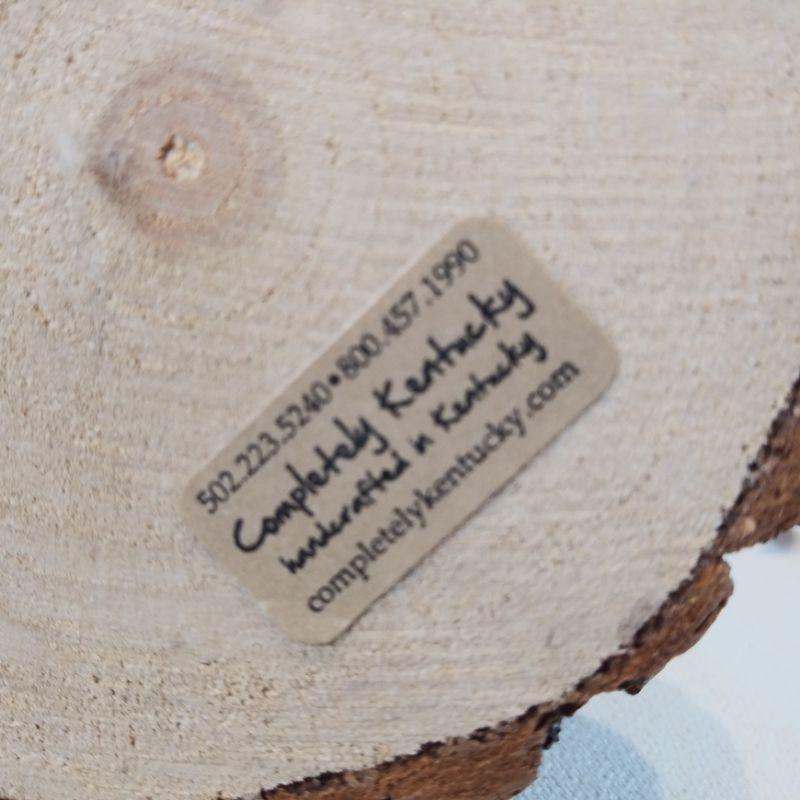 502.223.5240•800.457.1990
Completely Kentucky
handcrafted in Kentucky
completelykentucky.com